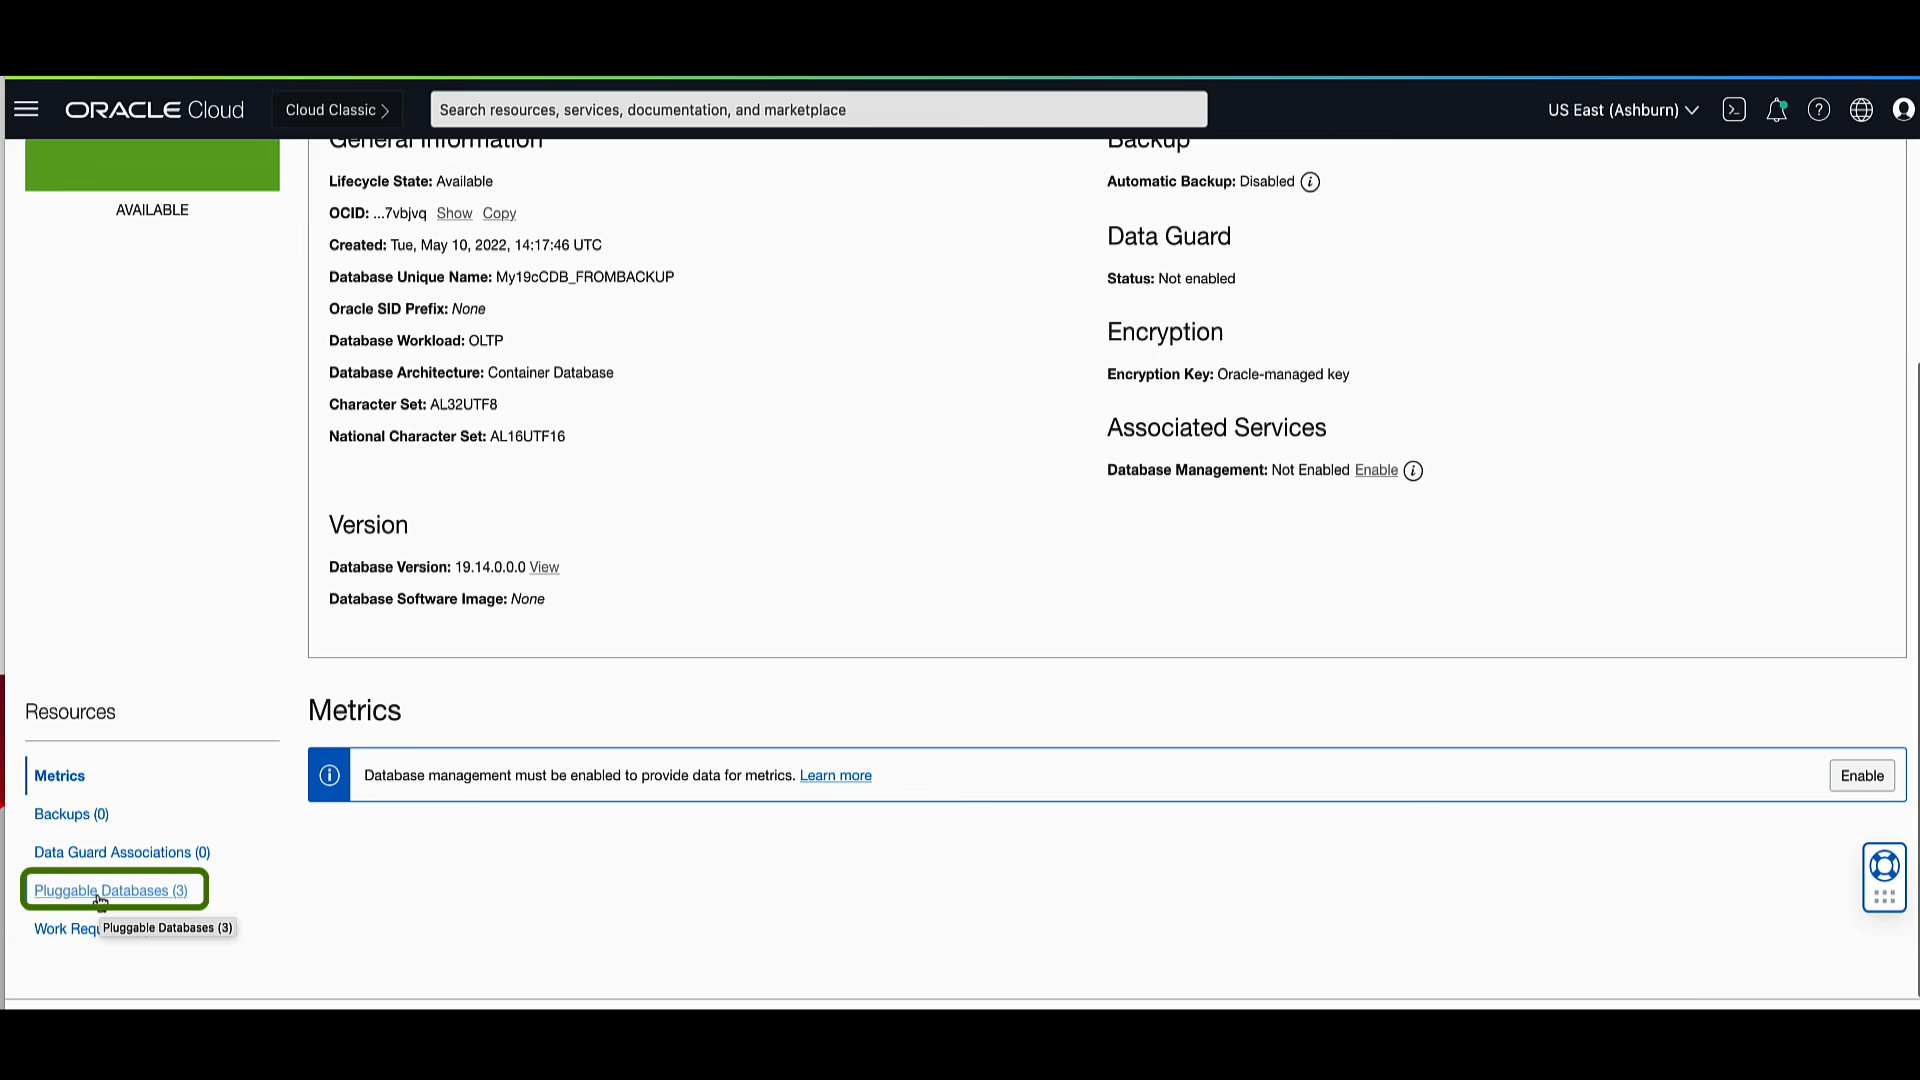 ORACLE Cloud
Cloud Classic
Search resources, services, documentation, and marketplace
US East (Ashburn)
AVAILABLE
General Information
Lifecycle State: Available
OCID: ...7vbjvq Show Copy
Created: Tue, May 10, 2022, 14:17:46 UTC
Database Unique Name: My19cCDB_FROMBACKUP
Oracle SID Prefix: None
Database Workload: OLTP
Database Architecture: Container Database
Character Set: AL32UTF8
National Character Set: AL16UTF16
Version
Database Version: 19.14.0.0.0 View
Database Software Image: None
Backup
Automatic Backup: Disabled
Data Guard
Status: Not enabled
Encryption
Encryption Key: Oracle-managed key
Associated Services
Database Management: Not Enabled Enable
Resources
Metrics
Backups (0)
Data Guard Associations (0)
Pluggable Databases (3)
Work Requ
Pluggable Databases (3)
Metrics
Database management must be enabled to provide data for metrics. Learn more
Enable